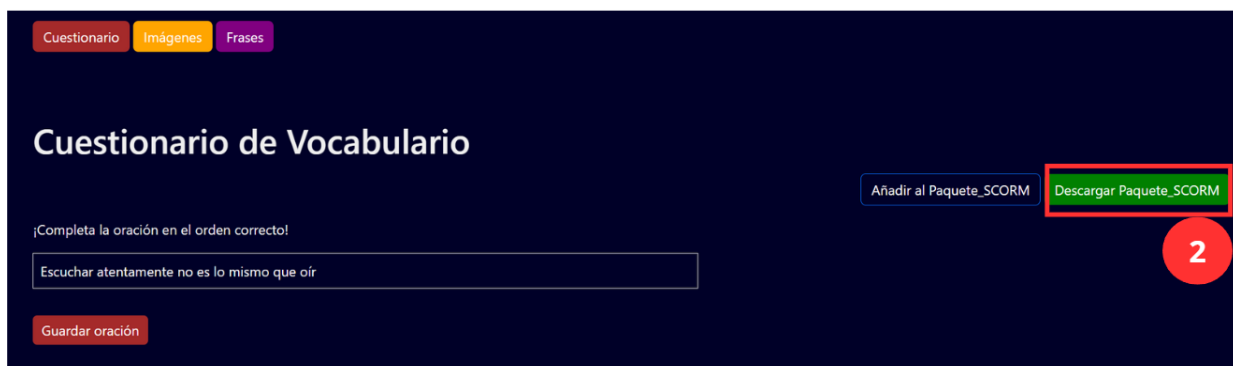 Cuestionario Imágenes Frases
Cuestionario de Vocabulario
Añadir al Paquete_SCORM Descargar Paquete_SCORM
¡Completa la oración en el orden correcto!
2
Escuchar atentamente no es lo mismo que oír
Guardar oración